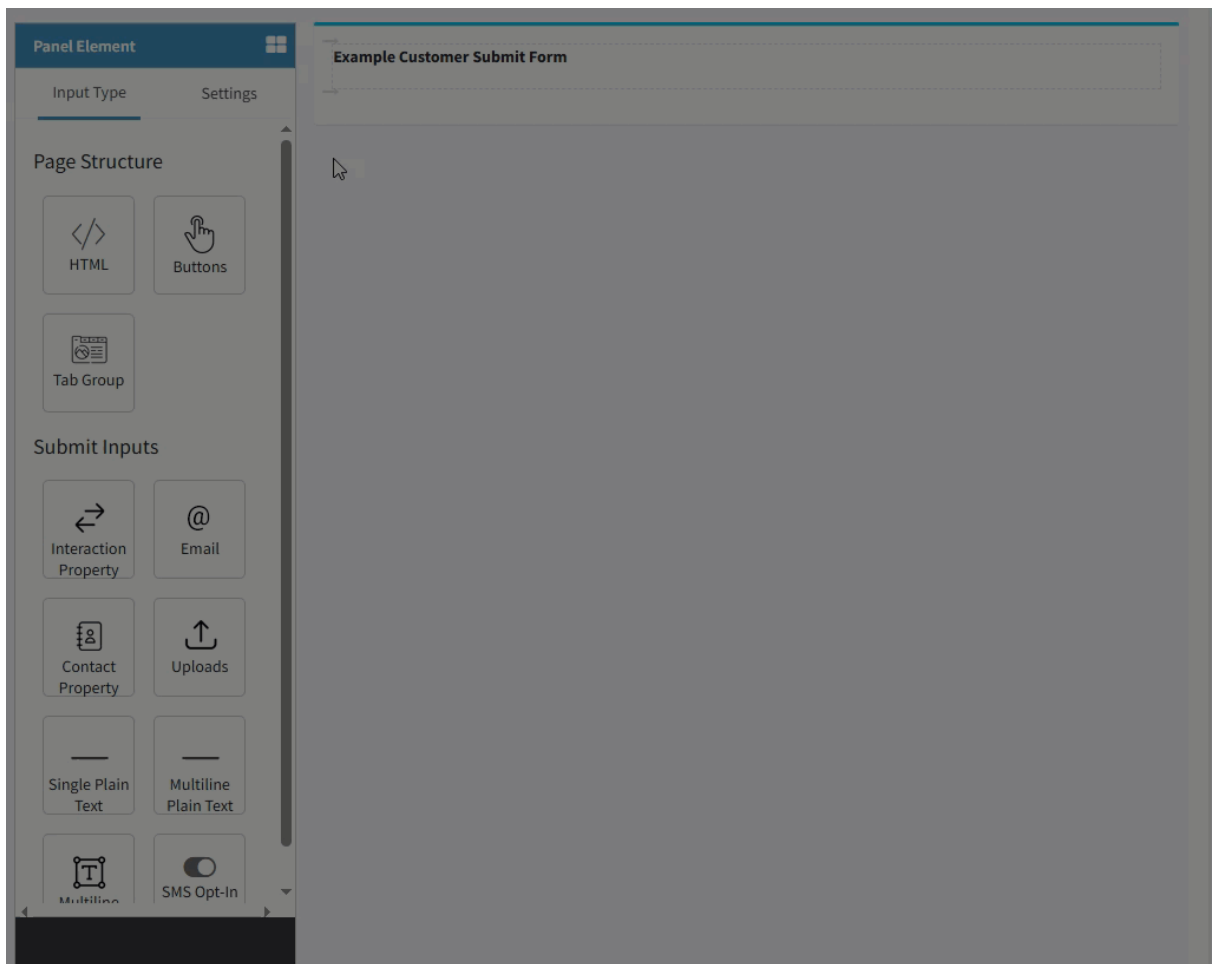 Panel Element
Example Customer Submit Form
Input Type Settings
Page Structure
HTML
Buttons
Tab Group
Submit Inputs
Interaction
Property
Email
Contact
Property
Uploads
Single Plain
Text
Multiline
Plain Text
Multiline
SMS Opt-In